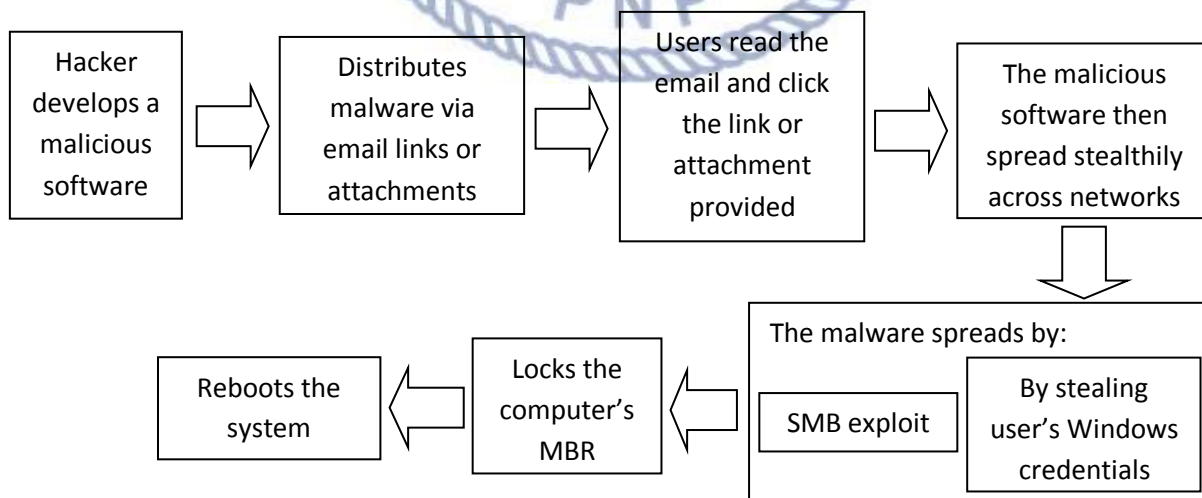 PNP
Hacker
develops a
malicious
software
Distributes
malware via
email links or
attachments
Users read the
email and click
the link or
attachment
provided
The malicious
software then
spread stealthily
across networks
The malware spreads by:
SMB exploit
By stealing
user's Windows
credentials
Locks the
computer's
MBR
Reboots the
system